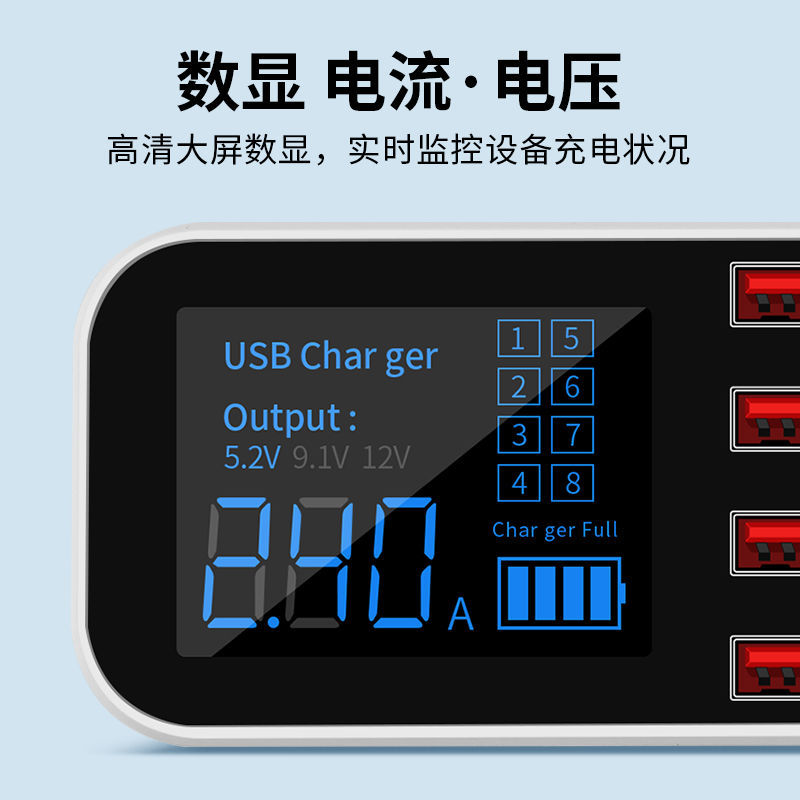 数显 电流·电压
高清大屏数显，实时监控设备充电状况
USB Char ger
Output :
5.2V 9.1V 12V
2.40 A
1 5
2 6
3 7
4 8
Char ger Full